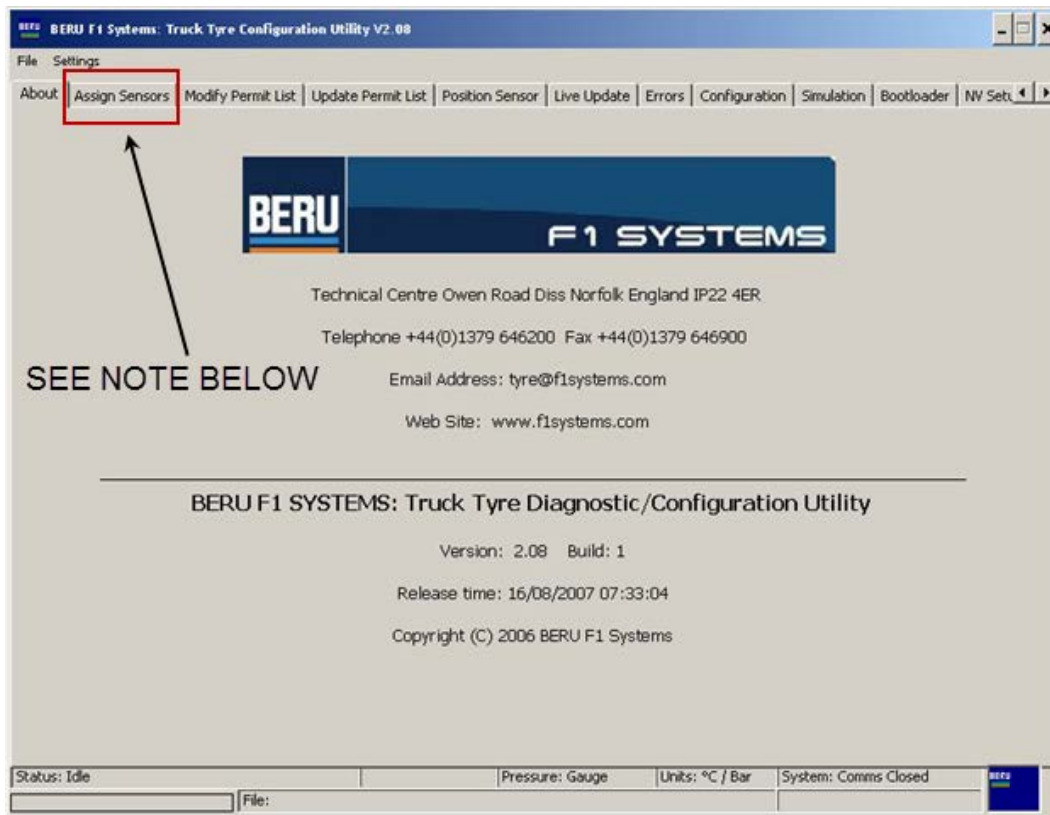 BERU BERU F1 Systems: Truck Tyre Configuration Utility V2.08
File Settings
About Assign Sensors Modify Permit List Update Permit List Position Sensor Live Update Errors Configuration Simulation Bootloader NV Setu
BERU
F1 SYSTEMS
Technical Centre Owen Road Diss Norfolk England IP22 4ER
Telephone +44(0)1379 646200 Fax +44(0)1379 646900
SEE NOTE BELOW
Email Address: tyre@f1systems.com
Web Site: www.f1systems.com
BERU F1 SYSTEMS: Truck Tyre Diagnostic/Configuration Utility
Version: 2.08 Build: 1
Release time: 16/08/2007 07:33:04
Copyright (C) 2006 BERU F1 Systems
Status: Idle Pressure: Gauge Units: °C / Bar System: Comms Closed BERU
File: